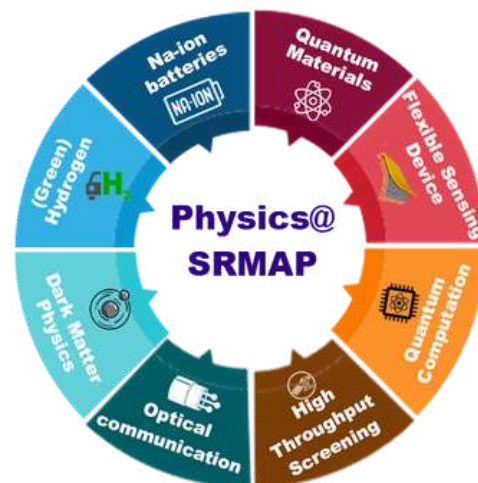 Physics@
SRMAP
Quantum
Materials
Flexible Sensing
Device
Quantum
Computation
High
Throughput
Screening
Optical
communication
Dark Matter
Physics
(Green)
Hydrogen
H₂
Na-ion
batteries
NA-ION